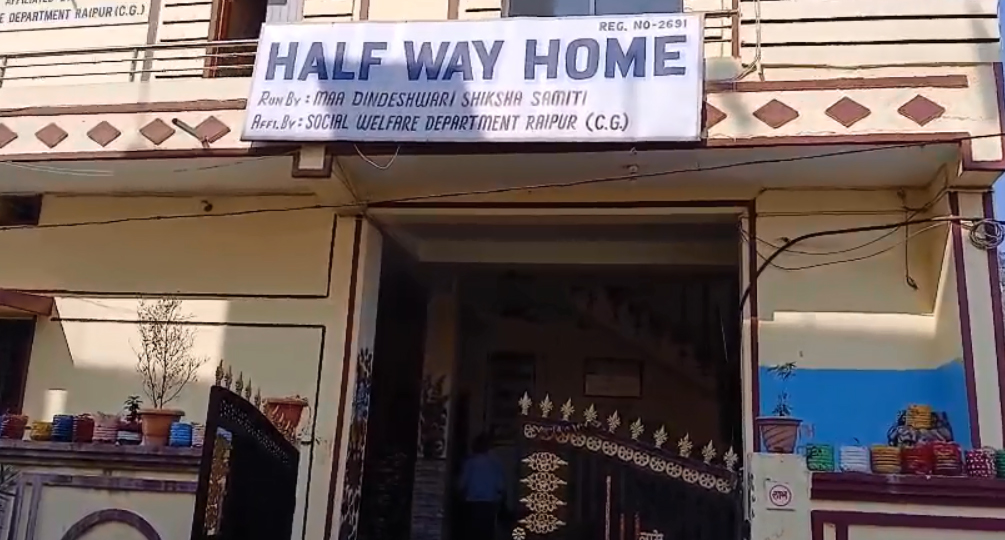 E DEPARTMENT RAIPUR (C.G.)
REG. NO-2691
HALF WAY HOME
RUN BY : MAA DINDESHWARI SHIKSHA SAMITI
AFFI. BY : SOCIAL WELFARE DEPARTMENT RAIPUR (C.G.)